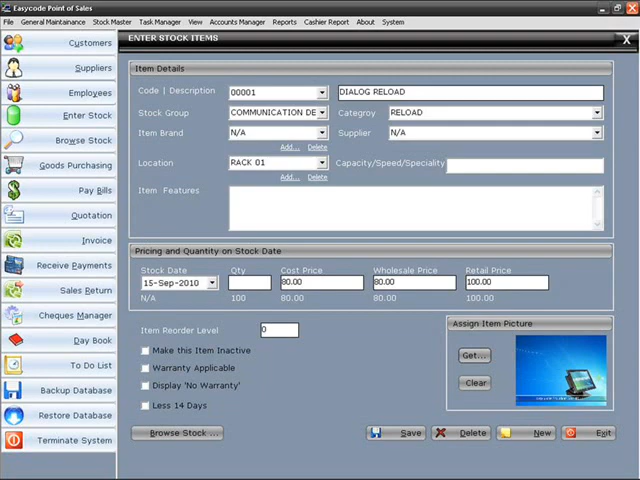 Easycode Point of Sales
File General Maintainance Stock Master Task Manager View Accounts Manager Reports Cashier Report About System
Customers
Suppliers
Employees
Enter Stock
Browse Stock
Goods Purchasing
Pay Bills
Quotation
Invoice
Receive Payments
Sales Return
Cheques Manager
Day Book
To Do List
Backup Database
Restore Database
Terminate System
ENTER STOCK ITEMS X
Item Details
Code | Description 00001 DIALOG RELOAD
Stock Group COMMUNICATION DE Categroy RELOAD
Item Brand N/A Supplier N/A
Add... Delete
Location RACK 01 Capacity/Speed/Speciality
Add... Delete
Item Features
Pricing and Quantity on Stock Date
Stock Date Qty Cost Price Wholesale Price Retail Price
15-Sep-2010 80.00 80.00 100.00
N/A 100 80.00 80.00 100.00
Item Reorder Level 0
Make this Item Inactive
Warranty Applicable
Display 'No Warranty'
Less 14 Days
Assign Item Picture
Get...
Clear
Browse Stock ... Save Delete New Exit